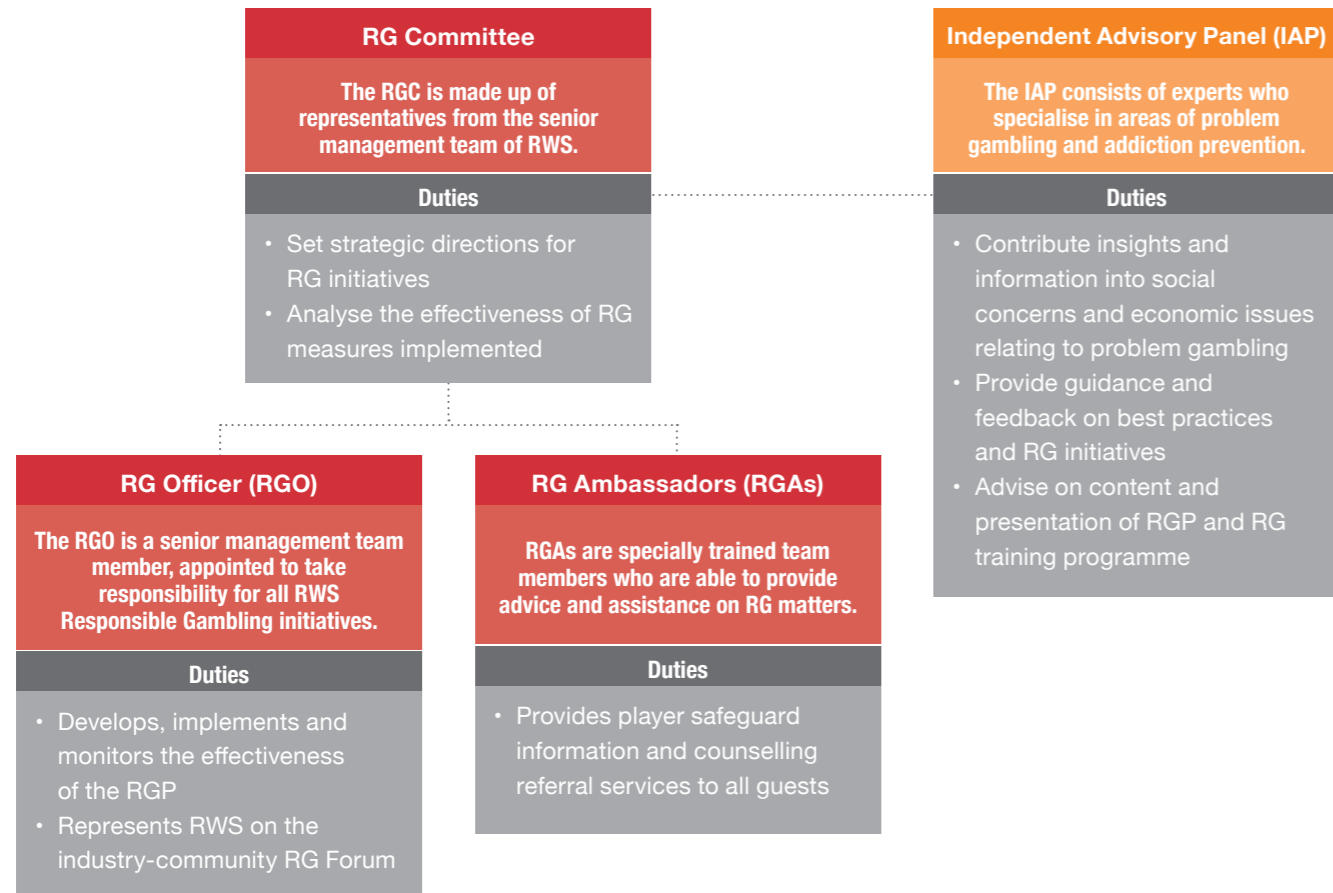 RG Committee
The RGC is made up of
representatives from the senior
management team of RWS.
Duties
• Set strategic directions for
RG initiatives
• Analyse the effectiveness of RG
measures implemented
Independent Advisory Panel (IAP)
The IAP consists of experts who
specialise in areas of problem
gambling and addiction prevention.
Duties
• Contribute insights and
information into social
concerns and economic issues
relating to problem gambling
• Provide guidance and
feedback on best practices
and RG initiatives
• Advise on content and
presentation of RGP and RG
training programme
RG Officer (RGO)
The RGO is a senior management team
member, appointed to take
responsibility for all RWS
Responsible Gambling initiatives.
Duties
• Develops, implements and
monitors the effectiveness
of the RGP
• Represents RWS on the
industry-community RG Forum
RG Ambassadors (RGAs)
RGAs are specially trained team
members who are able to provide
advice and assistance on RG matters.
Duties
• Provides player safeguard
information and counselling
referral services to all guests